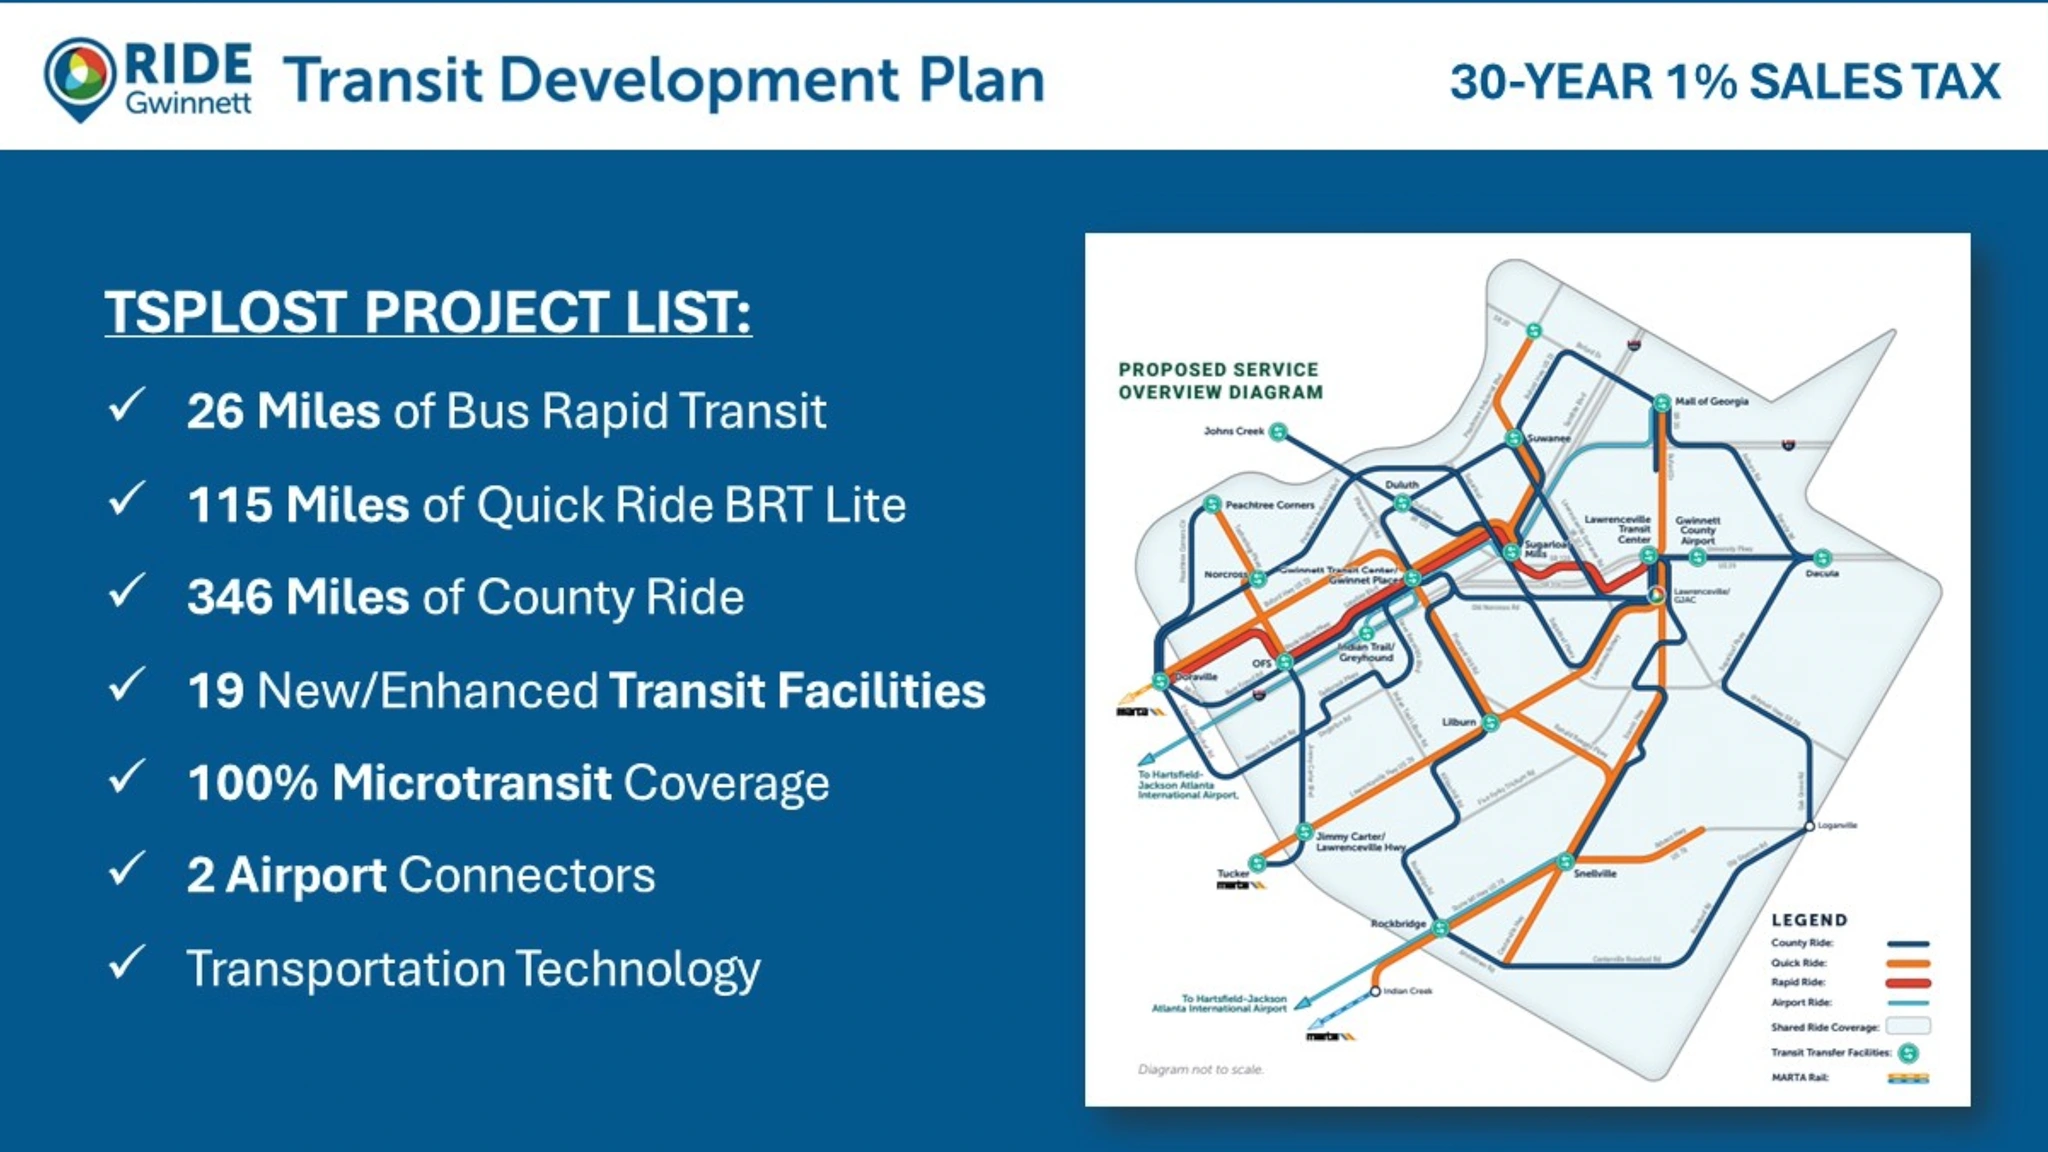 RIDE
Gwinnett
Transit Development Plan
30-YEAR 1% SALES TAX
TSPLOST PROJECT LIST:
✓ 26 Miles of Bus Rapid Transit
✓ 115 Miles of Quick Ride BRT Lite
✓ 346 Miles of County Ride
✓ 19 New/Enhanced Transit Facilities
✓ 100% Microtransit Coverage
✓ 2 Airport Connectors
✓ Transportation Technology
PROPOSED SERVICE
OVERVIEW DIAGRAM
Mall of Georgia
Johns Creek
Suwanee
Duluth
Peachtree Corners
Lawrenceville
Transit
Center
Gwinnett
County
Airport
Sugarloaf
Mills
Dacula
Norcross
Gwinnett Transit Center/
Gwinnet Place
Lawrenceville/
GJAC
Indian Trail/
Greyhound
OFS
Doraville
marta
Lilburn
To Hartsfield-
Jackson Atlanta
International Airport,
Loganville
Jimmy Carter/
Lawrenceville Hwy
Tucker
marta
Snellville
Rockbridge
Indian Creek
To Hartsfield-Jackson
Atlanta International Airport
marta
Diagram not to scale.
LEGEND
County Ride:
Quick Ride:
Rapid Ride:
Airport Ride:
Shared Ride Coverage:
Transit Transfer Facilities:
MARTA Rail: